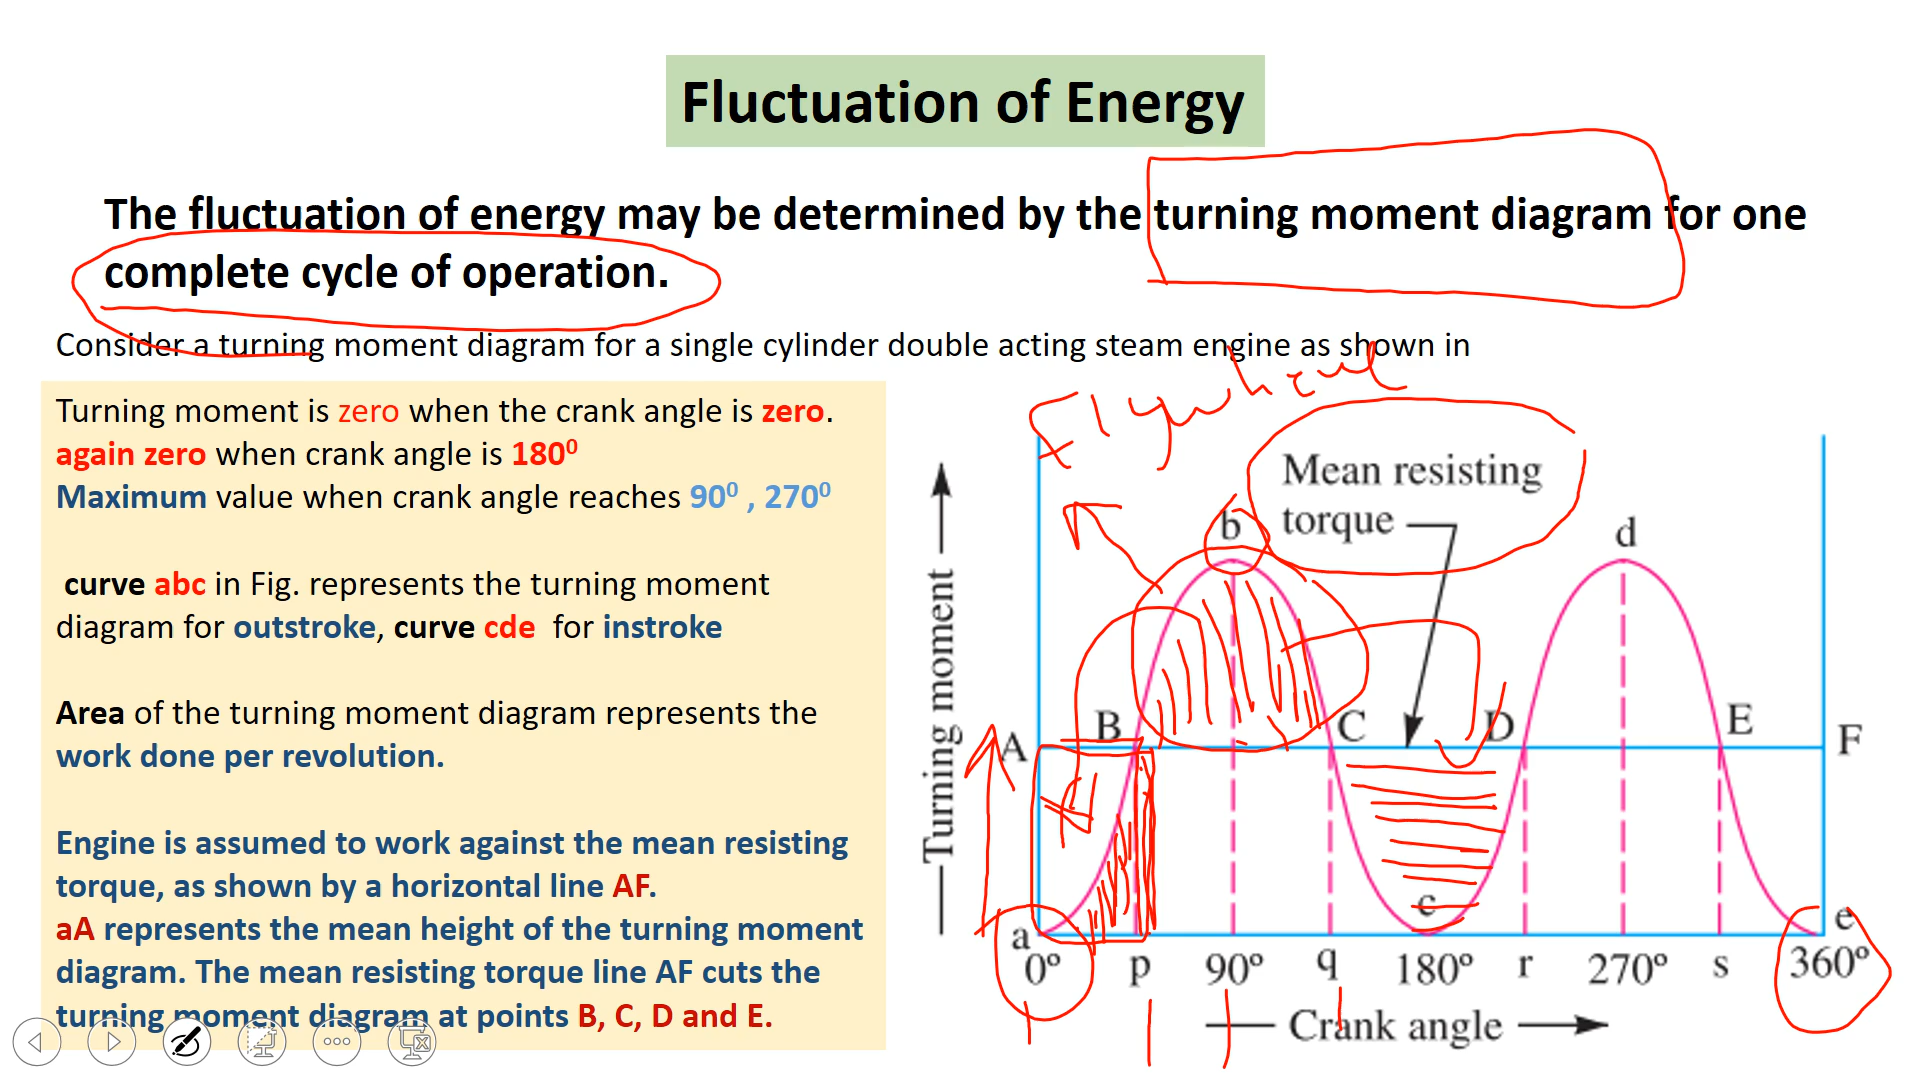 Fluctuation of Energy
The fluctuation of energy may be determined by the turning moment diagram for one
complete cycle of operation.
Consider a turning moment diagram for a single cylinder double acting steam engine as shown in
Turning moment is zero when the crank angle is zero.
again zero when crank angle is 180⁰
Maximum value when crank angle reaches 90⁰ , 270⁰
curve abc in Fig. represents the turning moment
diagram for outstroke, curve cde for instroke
Area of the turning moment diagram represents the
work done per revolution.
Engine is assumed to work against the mean resisting
torque, as shown by a horizontal line AF.
aA represents the mean height of the turning moment
diagram. The mean resisting torque line AF cuts the
turning moment diagram at points B, C, D and E.
Flywheel
Mean resisting
torque
b
d
Turning moment
A
B
C
D
E
F
a
c
e
0º
p
90º
q
180º
r
270º
s
360º
Crank angle